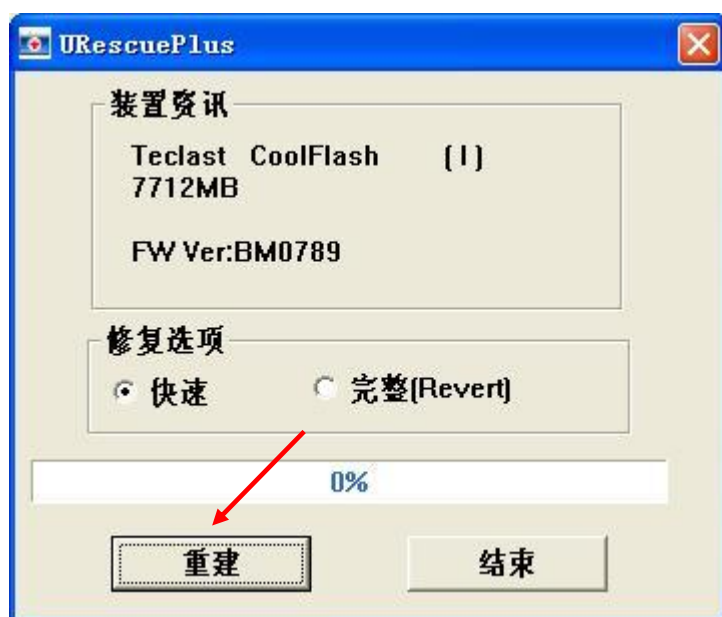 URescuePlus
装置资讯
Teclast CoolFlash (I)
7712MB
FW Ver:BM0789
修复选项
快速 完整(Revert)
0%
重建 结束